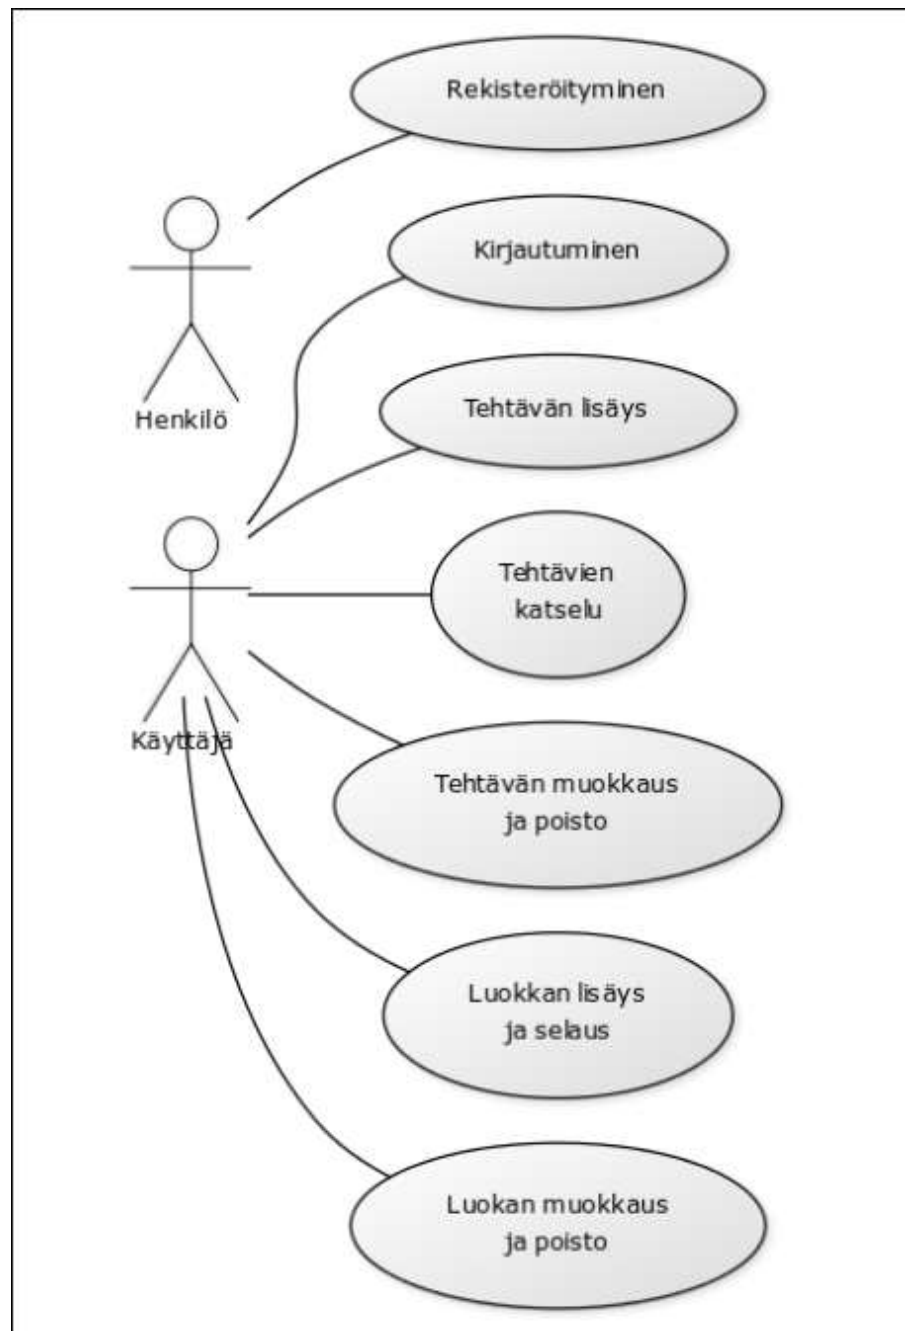 Rekisteröityminen
Kirjautuminen
Henkilö
Tehtävän lisäys
Tehtävien
katselu
Käyttäjä
Tehtävän muokkaus
ja poisto
Luokkan lisäys
ja selaus
Luokan muokkaus
ja poisto